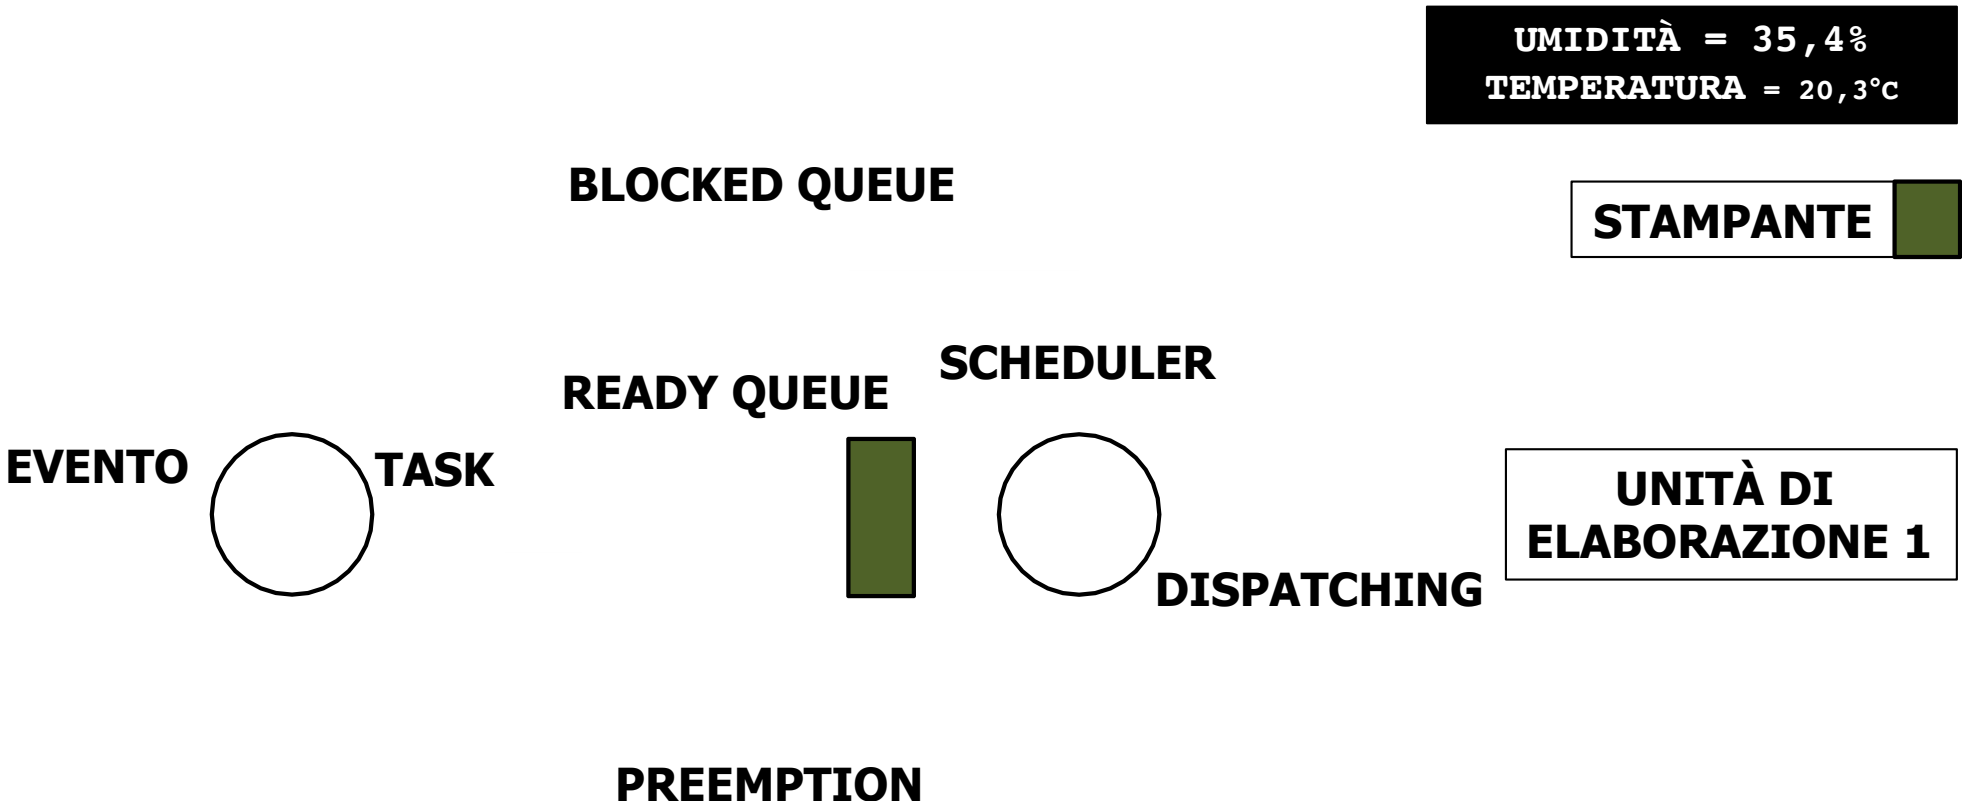 UMIDITÀ = 35,4%
TEMPERATURA = 20,3°C
BLOCKED QUEUE
STAMPANTE
SCHEDULER
READY QUEUE
EVENTO
TASK
UNITÀ DI
ELABORAZIONE 1
DISPATCHING
PREEMPTION